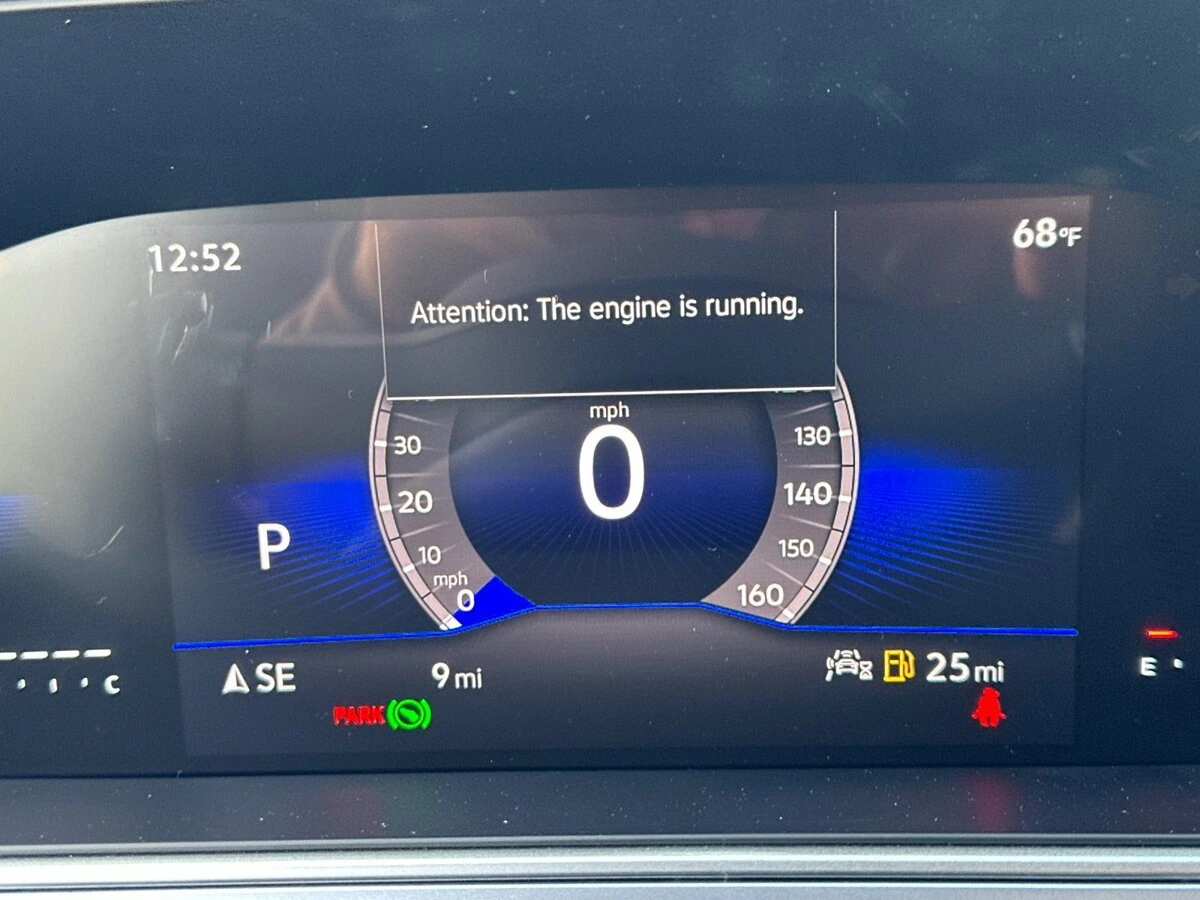 12:52
68°F
Attention: The engine is running.
mph
0
30
20
10
mph
0
130
140
150
160
P
C
SE
9 mi
25 mi
E
PARK